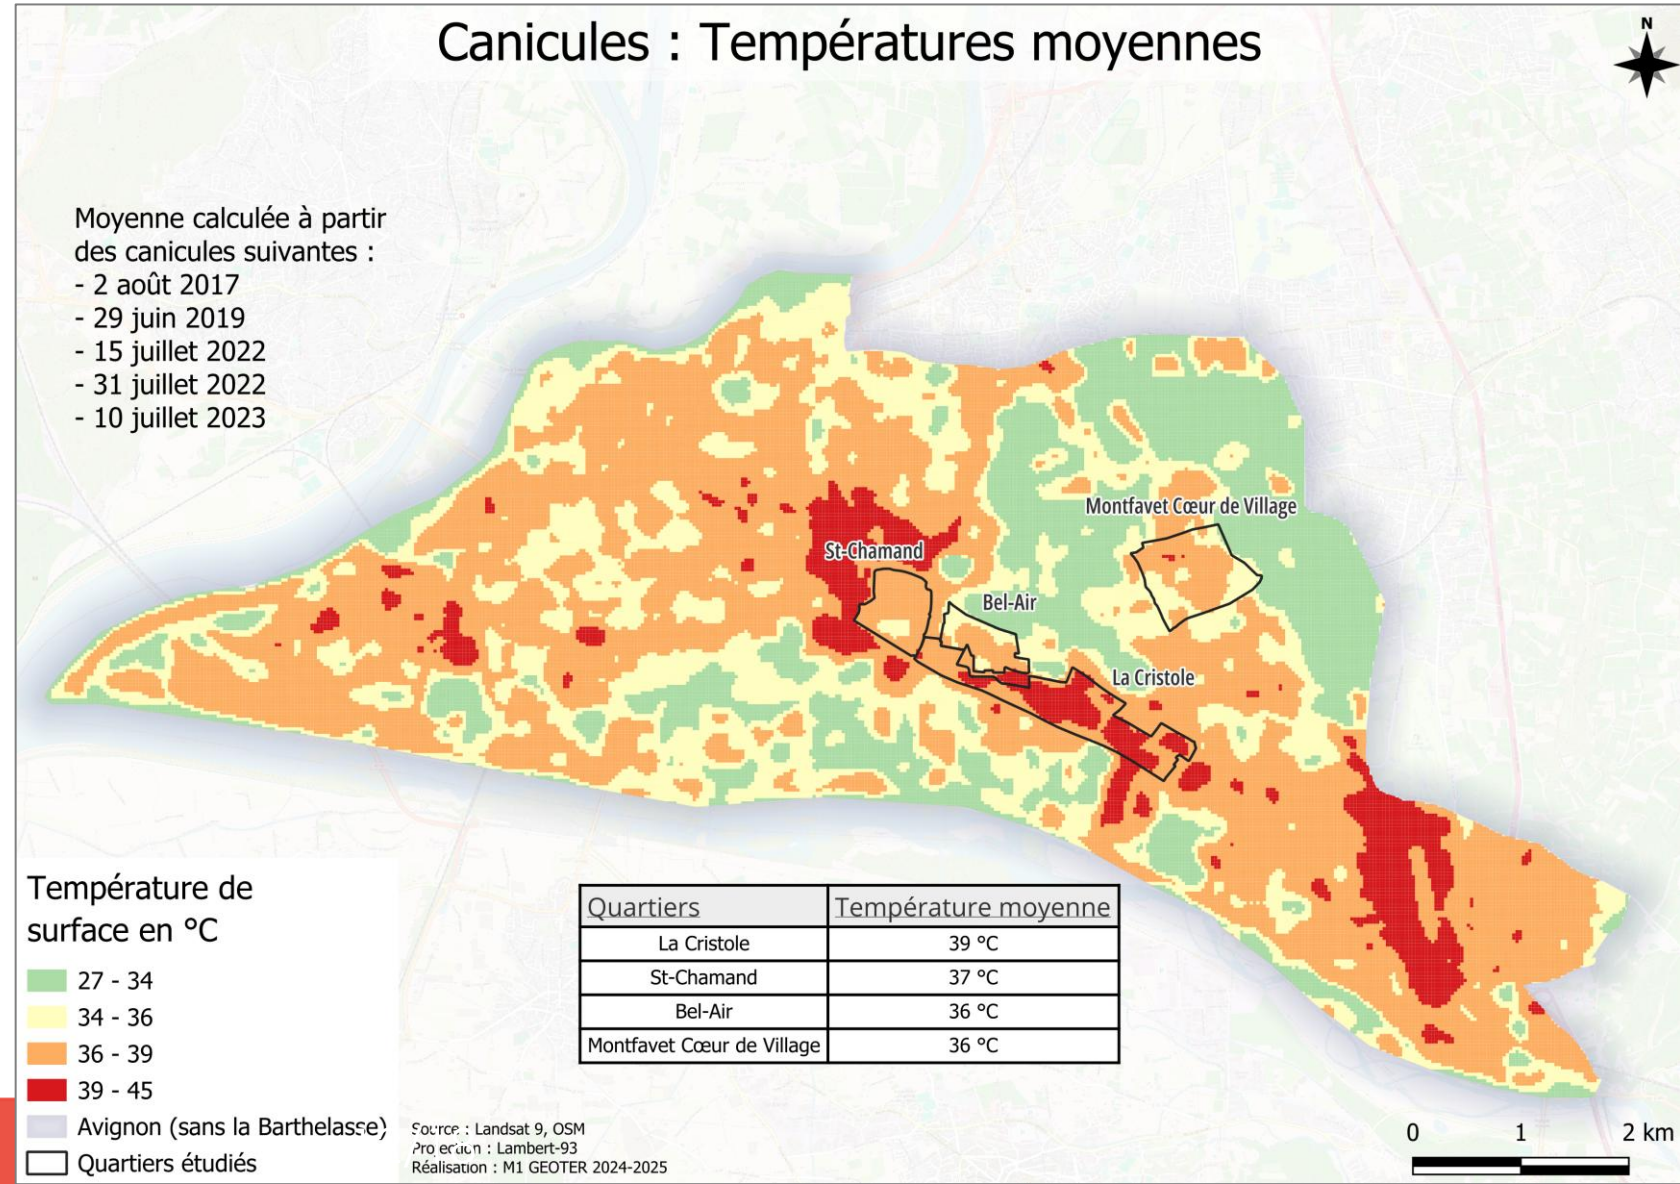 Canicules : Températures moyennes
N
Moyenne calculée à partir
des canicules suivantes :
- 2 août 2017
- 29 juin 2019
- 15 juillet 2022
- 31 juillet 2022
- 10 juillet 2023
Montfavet Cœur de Village
St-Chamand
Bel-Air
La Cristole
Température de
surface en °C
27 - 34
34 - 36
36 - 39
39 - 45
Avignon (sans la Barthelasse)
Quartiers étudiés
Quartiers Température moyenne
La Cristole 39 °C
St-Chamand 37 °C
Bel-Air 36 °C
Montfavet Cœur de Village 36 °C
Source : Landsat 9, OSM
Projection : Lambert-93
Réalisation : M1 GEOTER 2024-2025
0 1 2 km